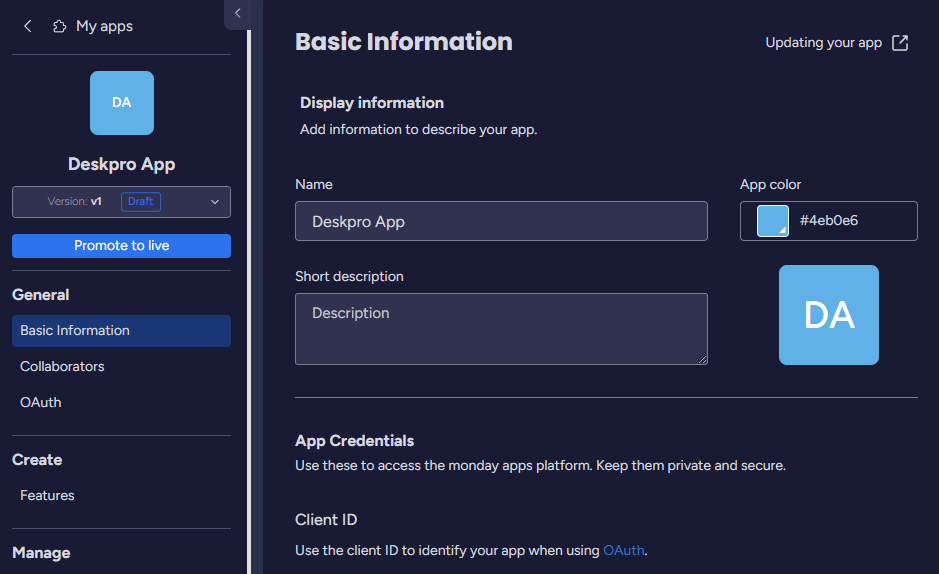 My apps
DA
Deskpro App
Version: v1 Draft
Promote to live
General
Basic Information
Collaborators
OAuth
Create
Features
Manage
Basic Information
Updating your app
Display information
Add information to describe your app.
Name
App color
Deskpro App
#4eb0e6
Short description
Description
DA
App Credentials
Use these to access the monday apps platform. Keep them private and secure.
Client ID
Use the client ID to identify your app when using OAuth.